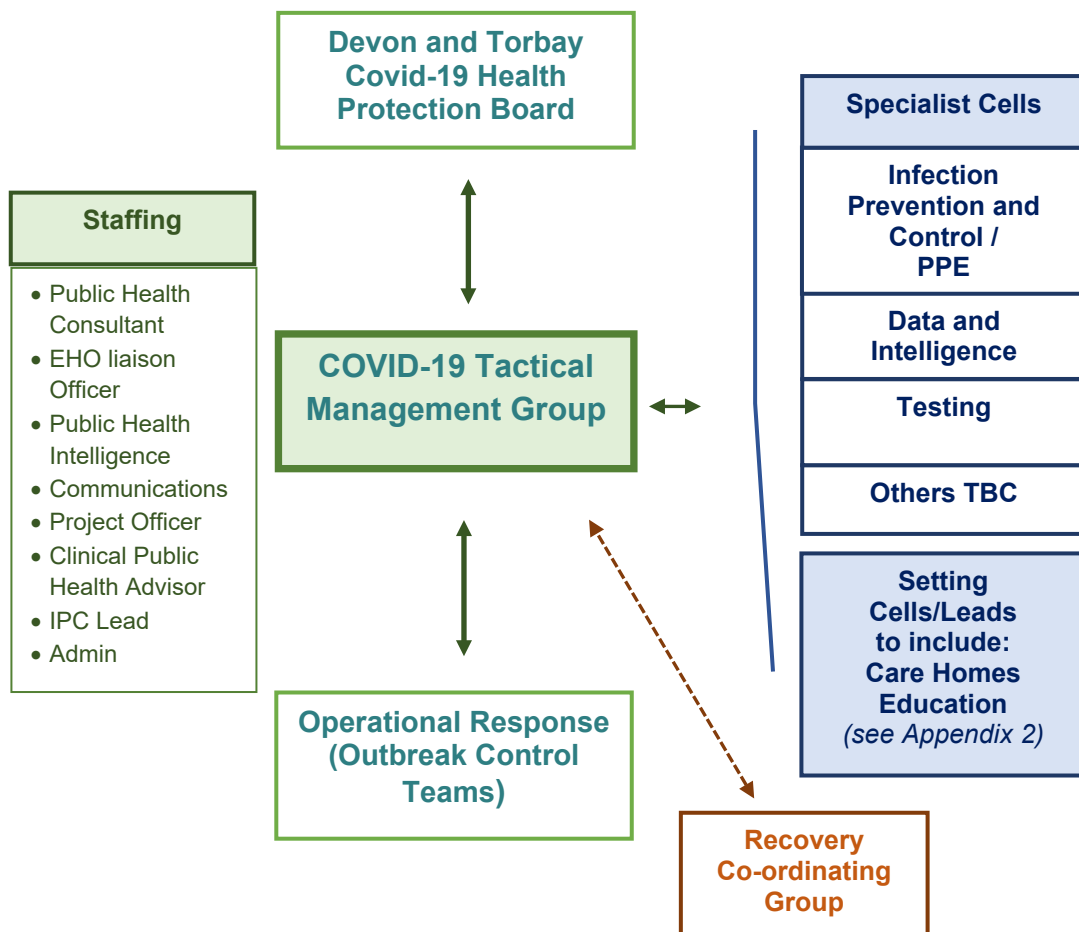 Devon and Torbay
Covid-19 Health
Protection Board
Staffing
• Public Health
Consultant
• EHO liaison
Officer
• Public Health
Intelligence
• Communications
• Project Officer
• Clinical Public
Health Advisor
• IPC Lead
• Admin
COVID-19 Tactical
Management Group
Operational Response
(Outbreak Control
Teams)
Specialist Cells
Infection
Prevention and
Control /
PPE
Data and
Intelligence
Testing
Others TBC
Setting
Cells/Leads
to include:
Care Homes
Education
(see Appendix 2)
Recovery
Co-ordinating
Group